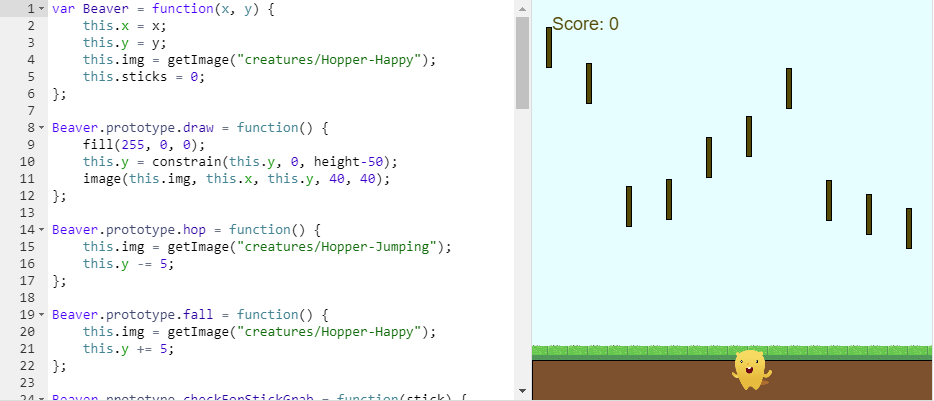 1 var Beaver = function(x, y) {
2 this.x = x;
3 this.y = y;
4 this.img = getImage("creatures/Hopper-Happy");
5 this.sticks = 0;
6 };
7
8 Beaver.prototype.draw = function() {
9 fill(255, 0, 0);
10 this.y = constrain(this.y, 0, height-50);
11 image(this.img, this.x, this.y, 40, 40);
12 };
13
14 Beaver.prototype.hop = function() {
15 this.img = getImage("creatures/Hopper-Jumping");
16 this.y -= 5;
17 };
18
19 Beaver.prototype.fall = function() {
20 this.img = getImage("creatures/Hopper-Happy");
21 this.y += 5;
22 };
23
24 Beaver.prototype.checkForStickGrab = function(stick) {
Score: 0